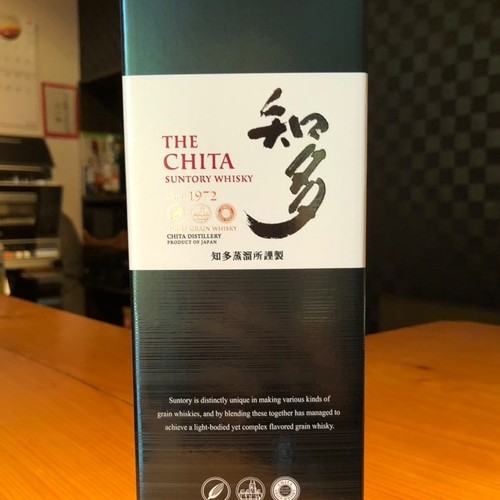 知多
THE
CHITA
SUNTORY WHISKY
1972
GRAIN WHISKY
CHITA DISTILLERY
PRODUCT OF JAPAN
知多蒸溜所謹製
Suntory is distinctly unique in making various kinds of
grain whiskies, and by blending these together has managed to
achieve a light-bodied yet complex flavored grain whisky.